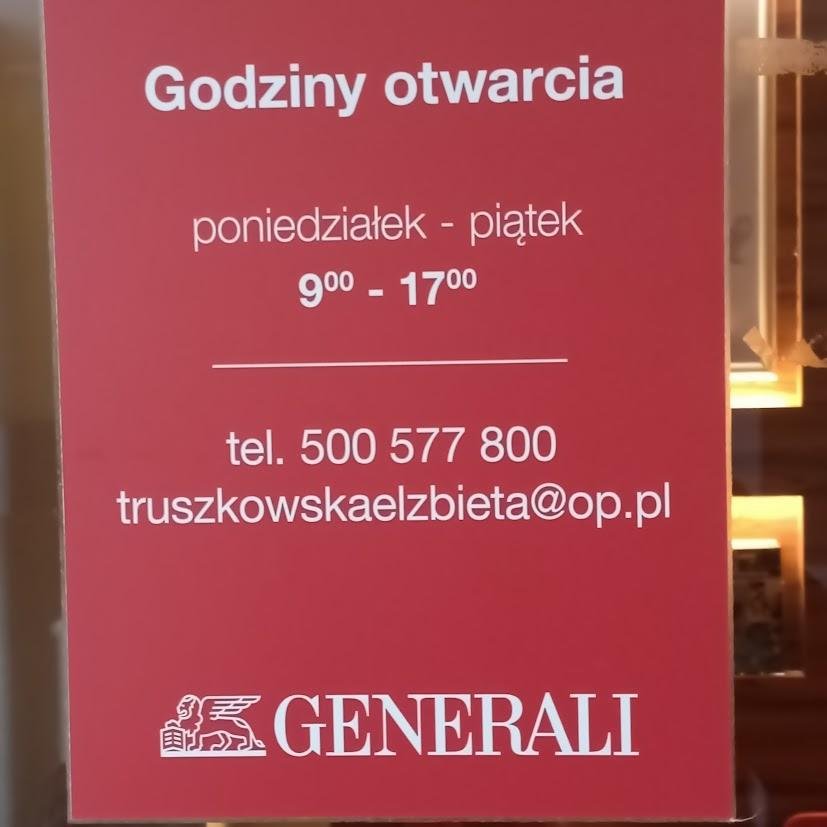 Godziny otwarcia
poniedziałek - piątek
9⁰⁰ - 17⁰⁰
tel. 500 577 800
truszkowskaelzbieta@op.pl
GENERALI